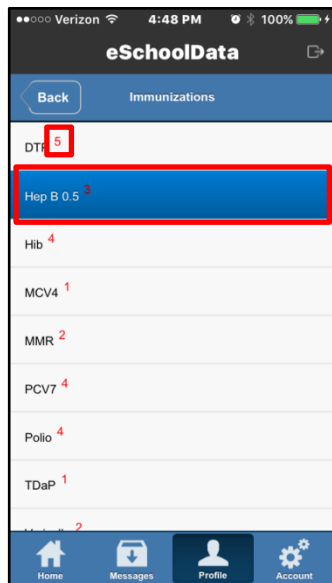 Verizon 4:48 PM 100%
eSchoolData
Back Immunizations
DTP 5
Hep B 0.5 3
Hib 4
MCV4 1
MMR 2
PCV7 4
Polio 4
TDaP 1
2
Home Messages Profile Account